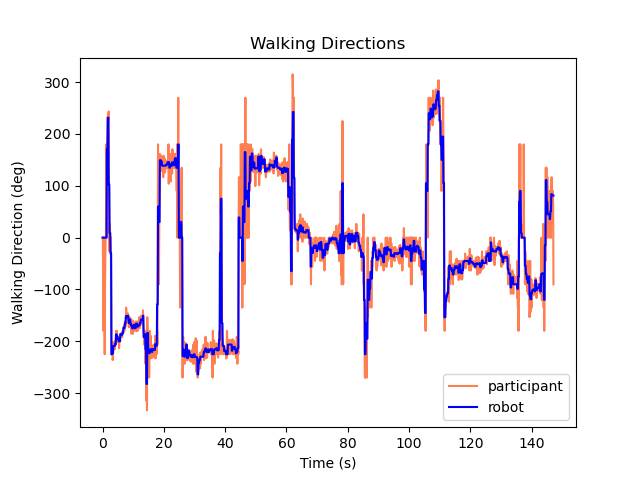 Walking Directions
Walking Direction (deg)
300
200
100
0
−100
−200
−300
0 20 40 60 80 100 120 140
Time (s)
participant
robot